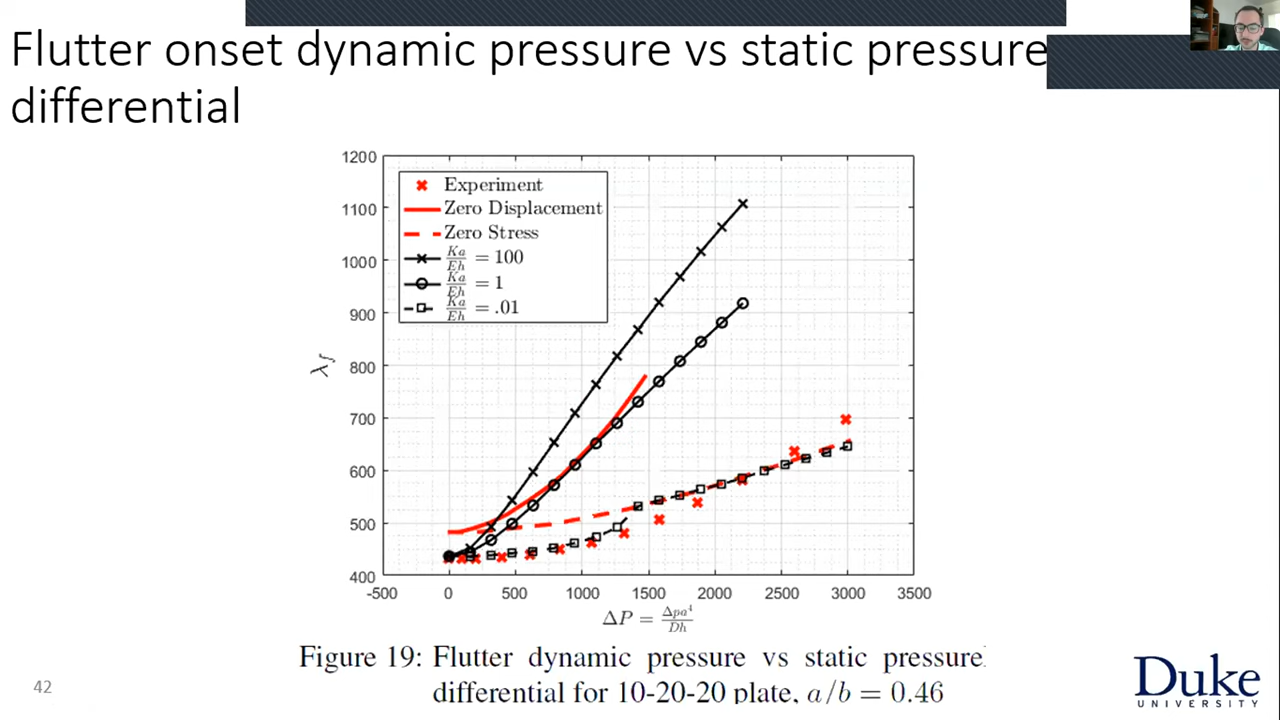 Flutter onset dynamic pressure vs static pressure
differential
1200
1100
1000
900
800
700
600
500
400
λf
Experiment
Zero Displacement
Zero Stress
Ka/Eh = 100
Ka/Eh = 1
Ka/Eh = .01
-500 0 500 1000 1500 2000 2500 3000 3500
ΔP = Δpa⁴/Dh
Figure 19: Flutter dynamic pressure vs static pressure
differential for 10-20-20 plate, a/b = 0.46
42
Duke
UNIVERSITY